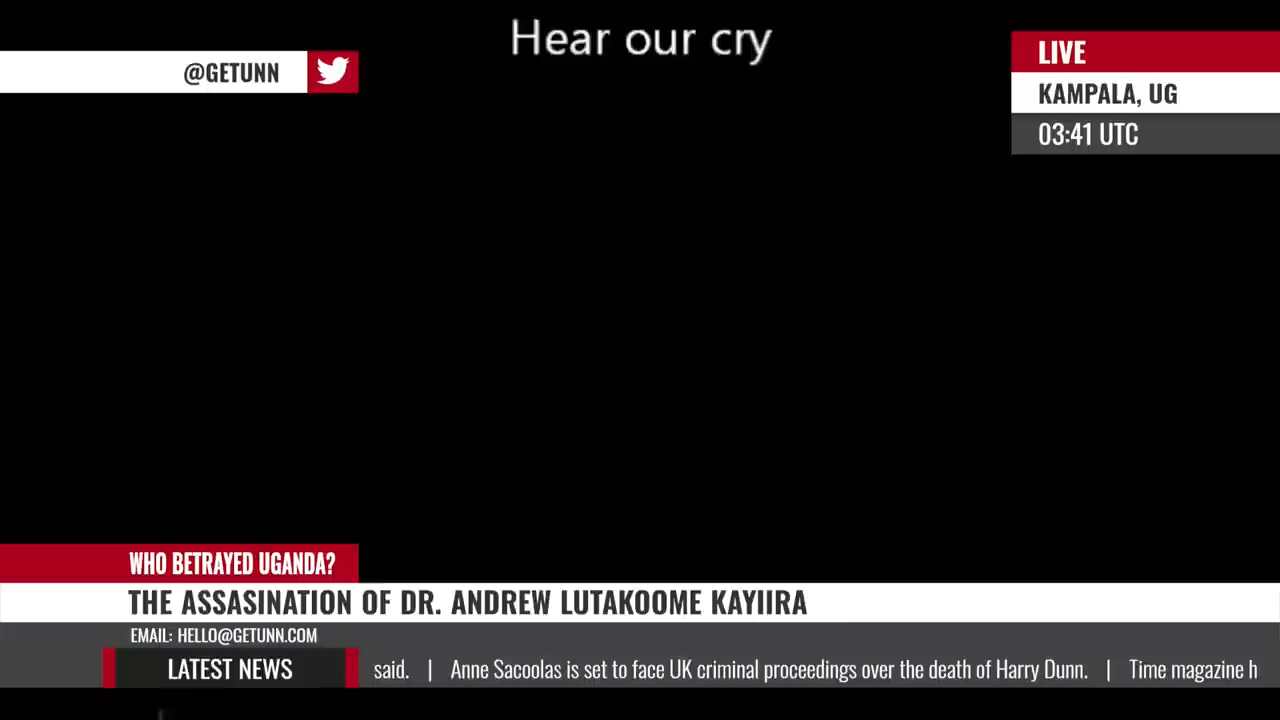 Hear our cry
@GETUNN
LIVE
KAMPALA, UG
03:41 UTC
WHO BETRAYED UGANDA?
THE ASSASINATION OF DR. ANDREW LUTAKOOME KAYIIRA
EMAIL: HELLO@GETUNN.COM
LATEST NEWS
said. | Anne Sacoolas is set to face UK criminal proceedings over the death of Harry Dunn. | Time magazine h